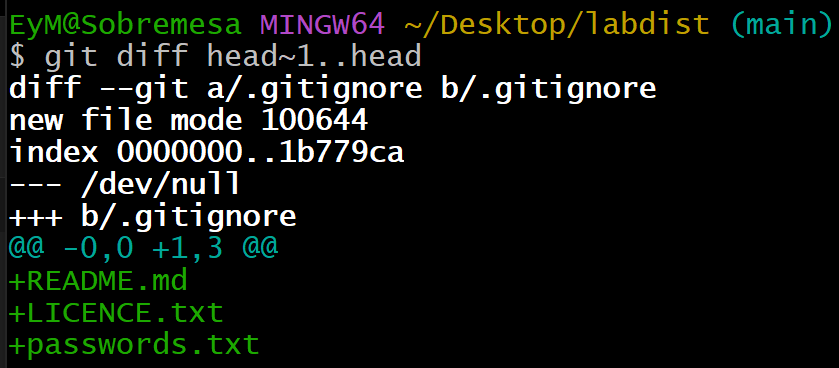 EyM@Sobremesa MINGW64 ~/Desktop/labdist (main)
$ git diff head~1..head
diff --git a/.gitignore b/.gitignore
new file mode 100644
index 0000000..1b779ca
--- /dev/null
+++ b/.gitignore
@@ -0,0 +1,3 @@
+README.md
+LICENCE.txt
+passwords.txt